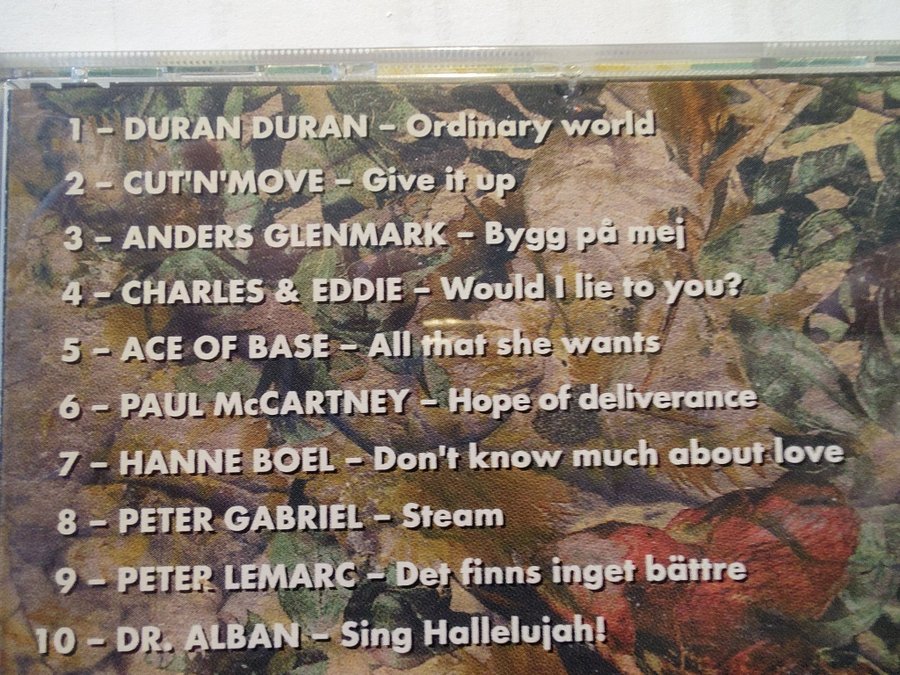 1 – DURAN DURAN – Ordinary world
2 – CUT'N'MOVE – Give it up
3 – ANDERS GLENMARK – Bygg på mej
4 – CHARLES & EDDIE – Would I lie to you?
5 – ACE OF BASE – All that she wants
6 – PAUL McCARTNEY – Hope of deliverance
7 – HANNE BOEL – Don't know much about love
8 – PETER GABRIEL – Steam
9 – PETER LEMARC – Det finns inget bättre
10 – DR. ALBAN – Sing Hallelujah!